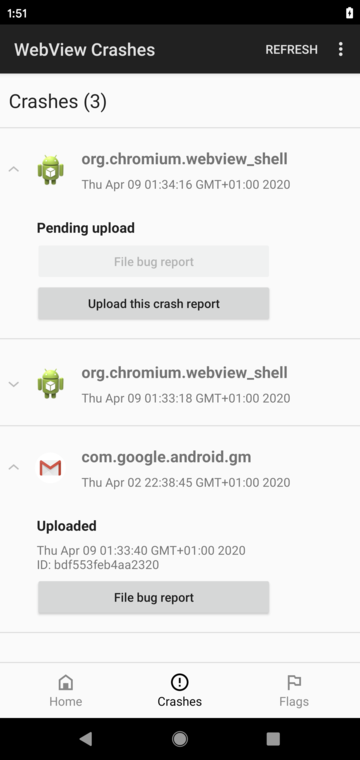 1:51
WebView Crashes
REFRESH
Crashes (3)
org.chromium.webview_shell
Thu Apr 09 01:34:16 GMT+01:00 2020
Pending upload
File bug report
Upload this crash report
org.chromium.webview_shell
Thu Apr 09 01:33:18 GMT+01:00 2020
com.google.android.gm
Thu Apr 02 22:38:45 GMT+01:00 2020
Uploaded
Thu Apr 09 01:33:40 GMT+01:00 2020
ID: bdf553feb4aa2320
File bug report
Home
Crashes
Flags